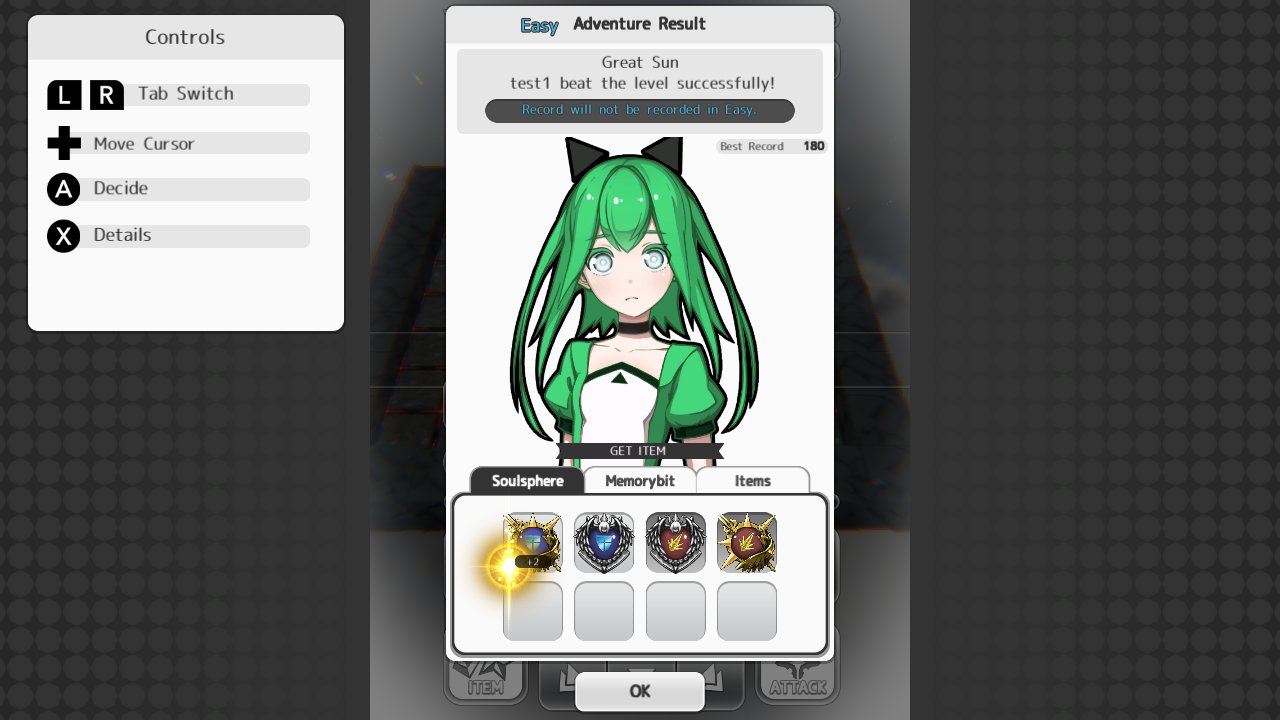 Controls
L R Tab Switch
Move Cursor
A Decide
X Details
Easy Adventure Result
Great Sun
test1 beat the level successfully!
Record will not be recorded in Easy.
Best Record 180
GET ITEM
Soulsphere Memorybit Items
+2
ITEM
ATTACK
OK